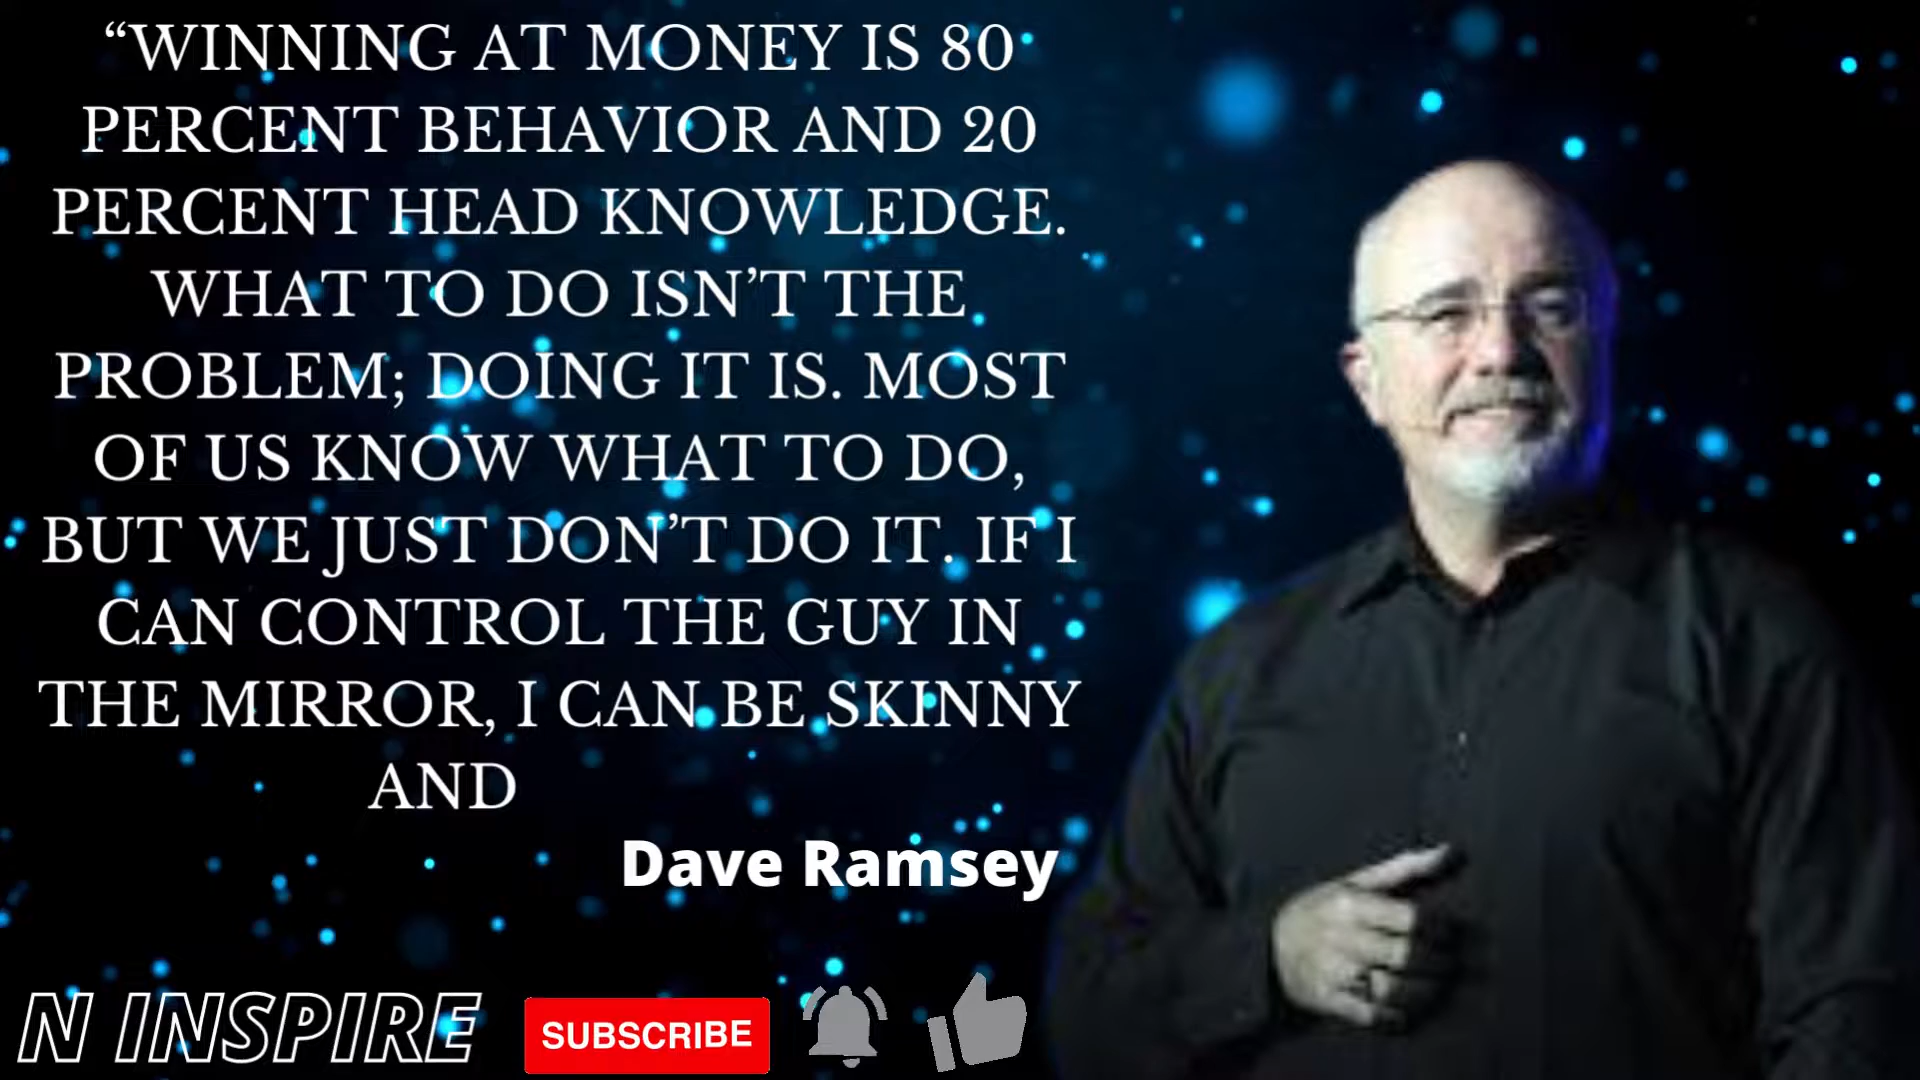 “WINNING AT MONEY IS 80
PERCENT BEHAVIOR AND 20
PERCENT HEAD KNOWLEDGE.
WHAT TO DO ISN’T THE
PROBLEM; DOING IT IS. MOST
OF US KNOW WHAT TO DO,
BUT WE JUST DON’T DO IT. IF I
CAN CONTROL THE GUY IN
THE MIRROR, I CAN BE SKINNY
AND
Dave Ramsey
N INSPIRE
SUBSCRIBE